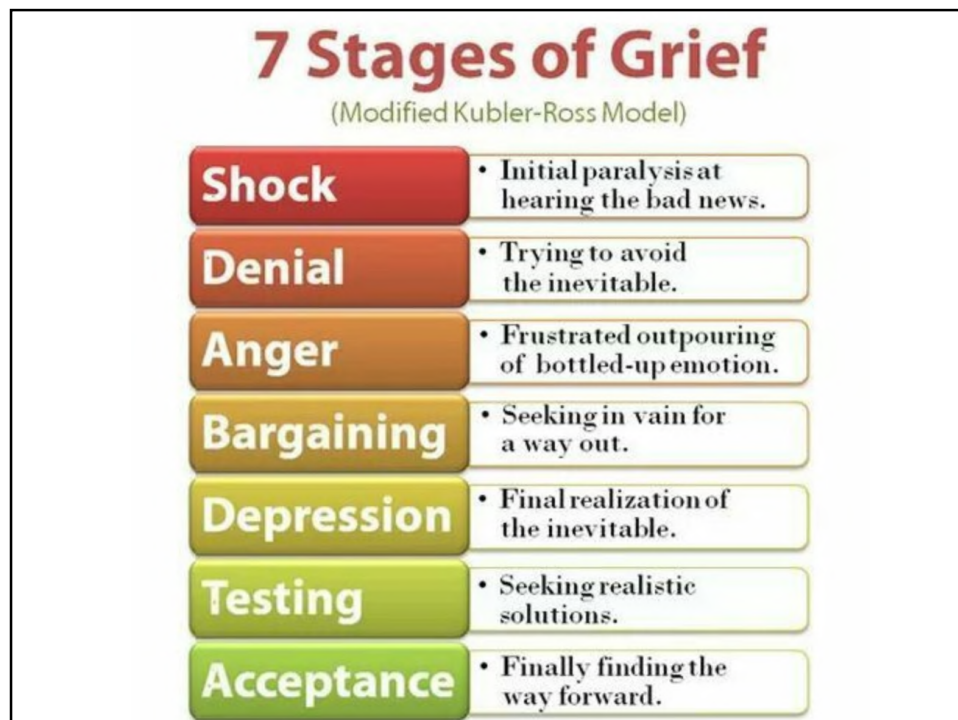 7 Stages of Grief
(Modified Kubler-Ross Model)
Shock
• Initial paralysis at
hearing the bad news.
Denial
• Trying to avoid
the inevitable.
Anger
• Frustrated outpouring
of bottled-up emotion.
Bargaining
• Seeking in vain for
a way out.
Depression
• Final realization of
the inevitable.
Testing
• Seeking realistic
solutions.
Acceptance
• Finally finding the
way forward.